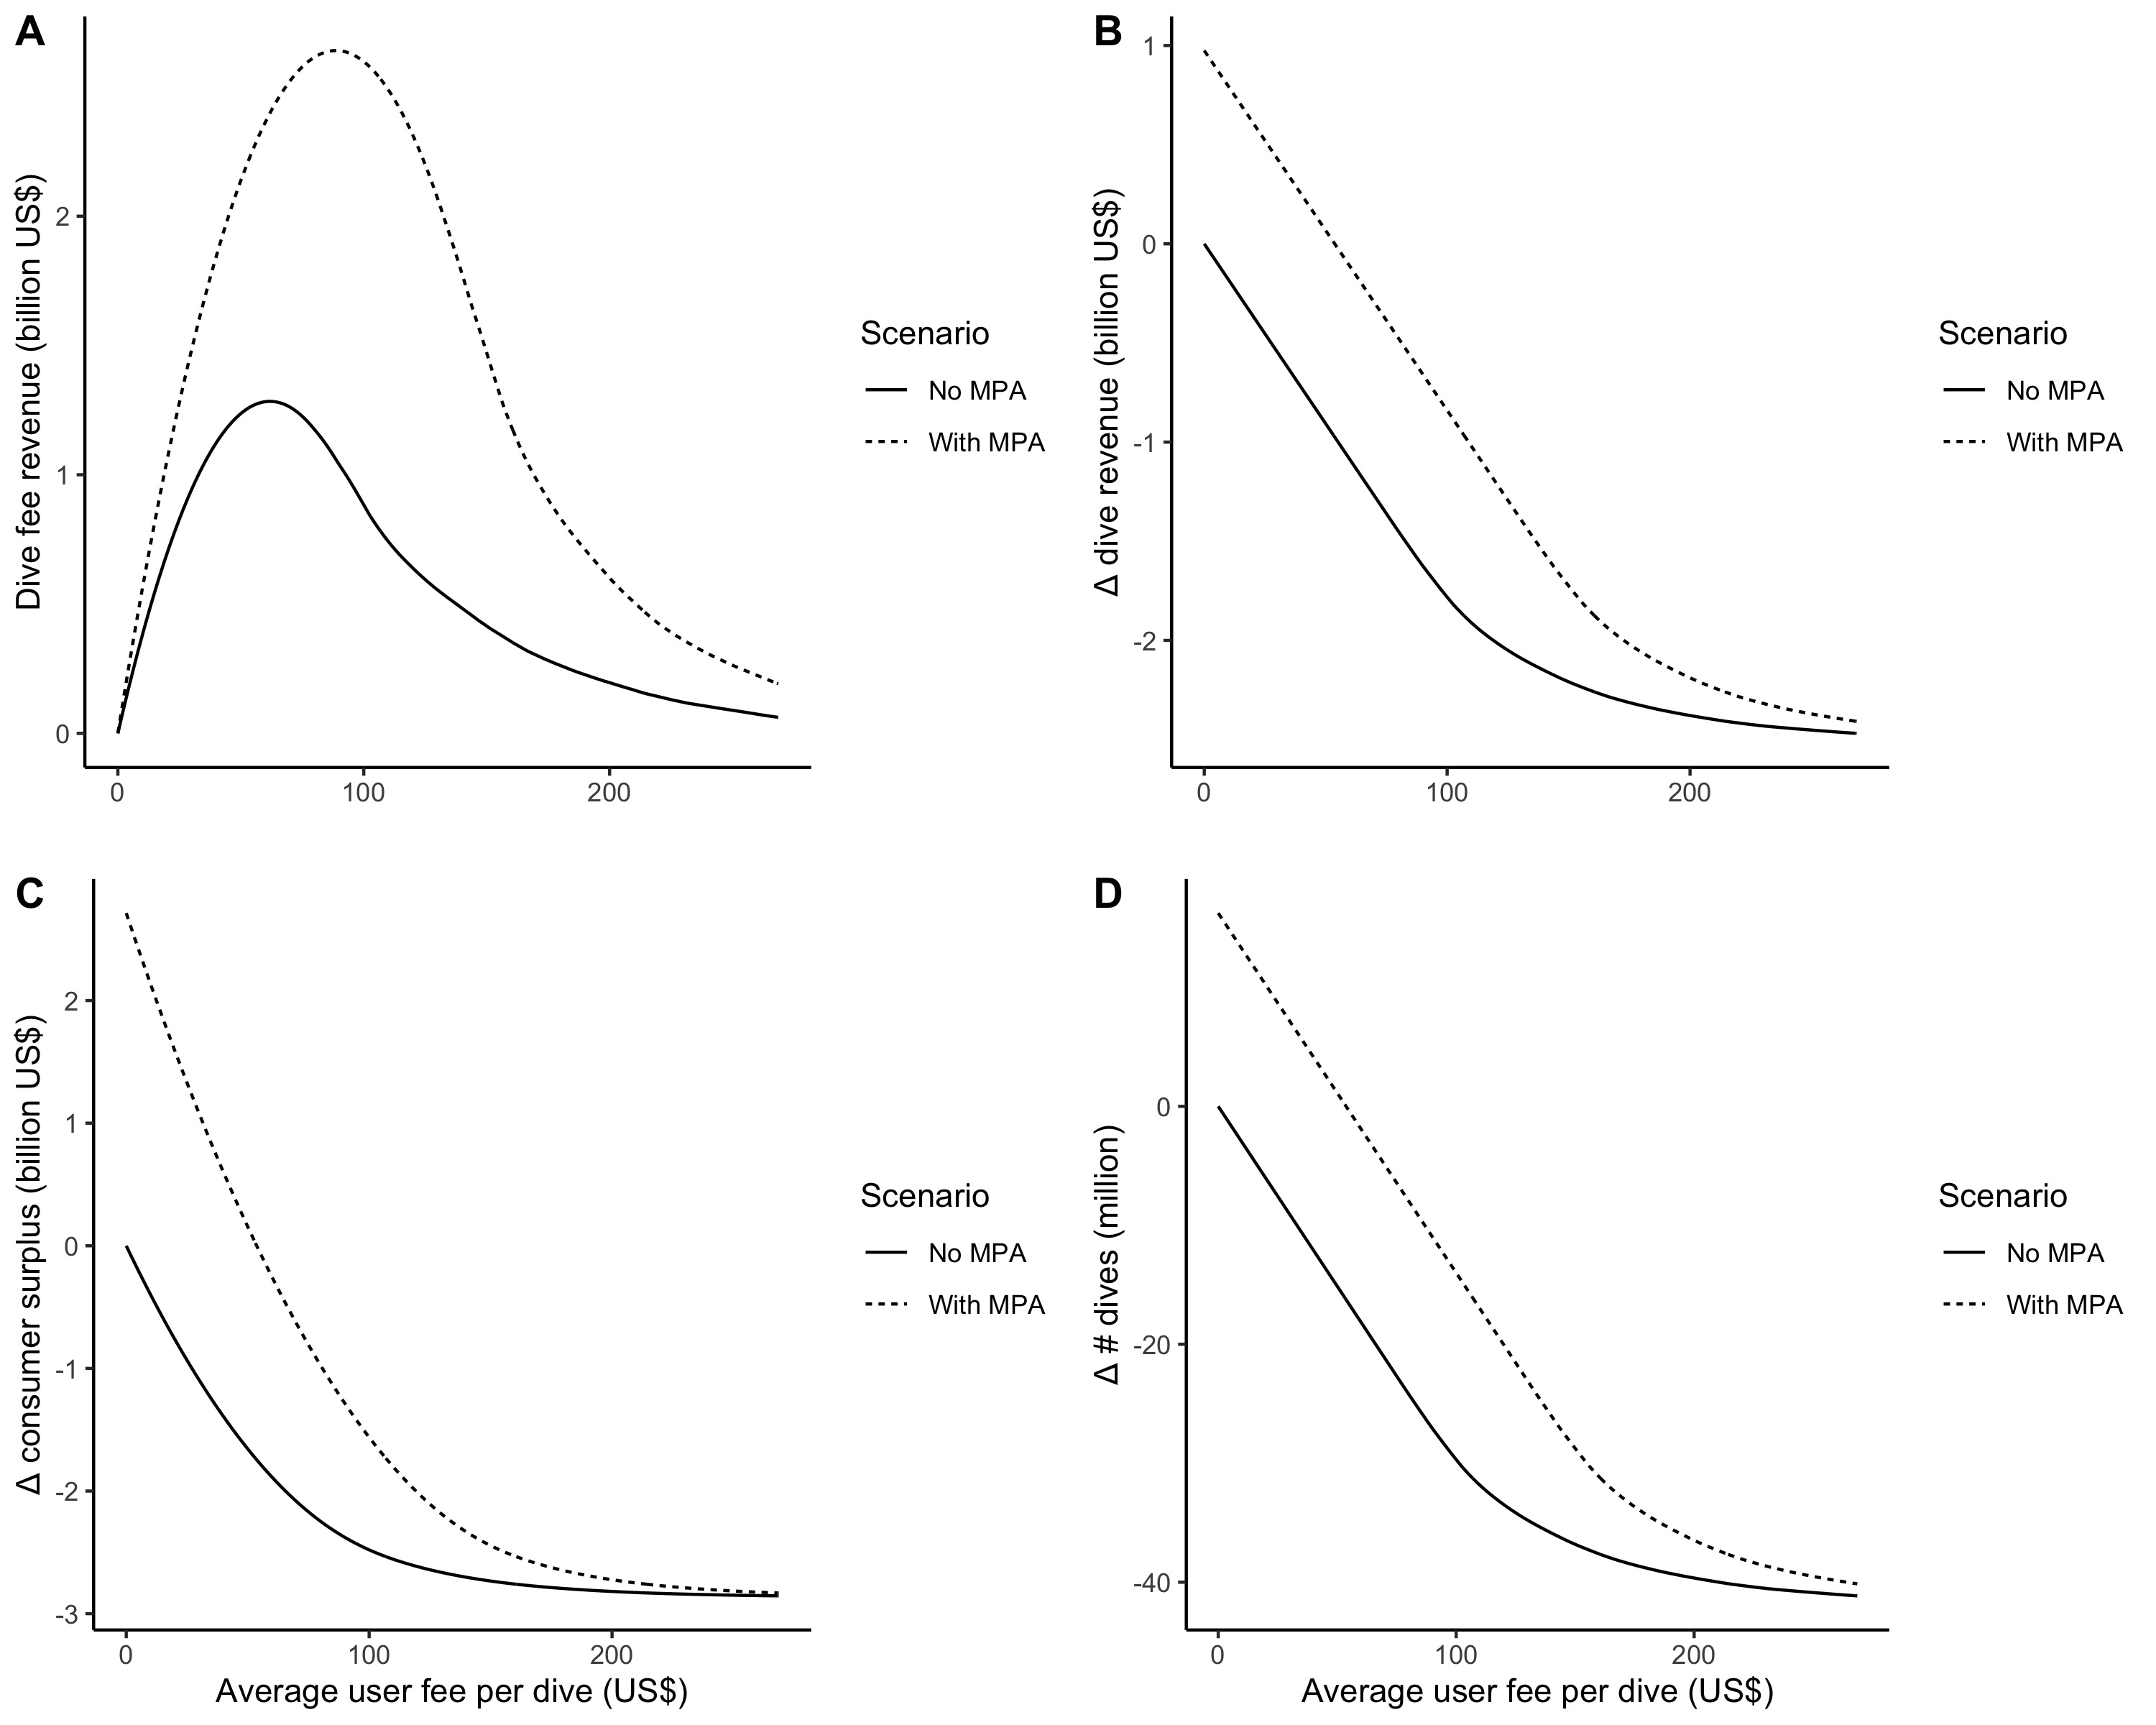 A
Dive fee revenue (billion US$)
2
1
0
0 100 200
Scenario
No MPA
With MPA
B
Δ dive revenue (billion US$)
1
0
-1
-2
0 100 200
Scenario
No MPA
With MPA
C
Δ consumer surplus (billion US$)
2
1
0
-1
-2
-3
0 100 200
Average user fee per dive (US$)
Scenario
No MPA
With MPA
D
Δ # dives (million)
0
-20
-40
0 100 200
Average user fee per dive (US$)
Scenario
No MPA
With MPA